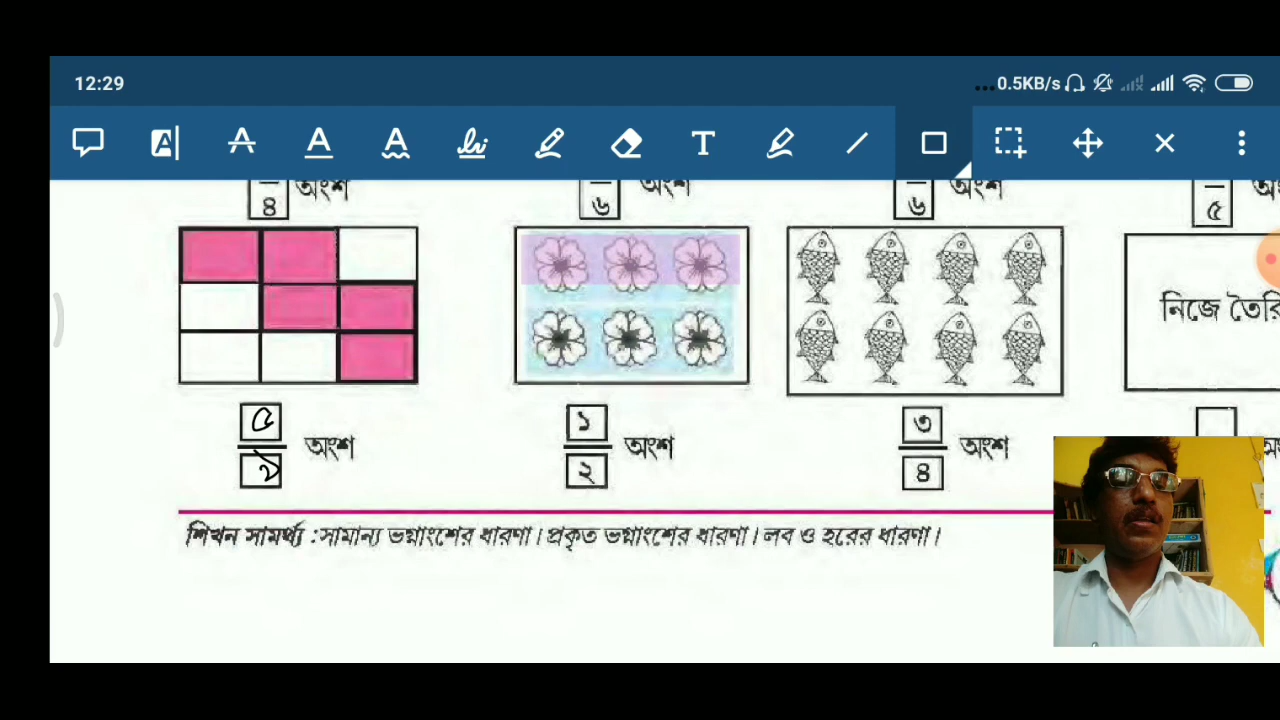 12:29 ...0.5KB/s
৪ অংশ ৬ অংশ ৬ অংশ ৫
নিজে তৈরি
৫ ১ ৩
৯ অংশ ২ অংশ ৪ অংশ
শিখন সামর্থ্য : সামান্য ভগ্নাংশের ধারণা। প্রকৃত ভগ্নাংশের ধারণা। লব ও হরের ধারণা।